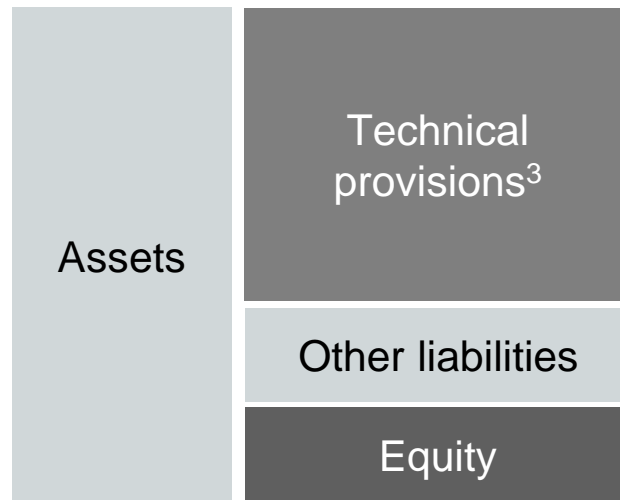 Assets
Technical
provisions³
Other liabilities
Equity